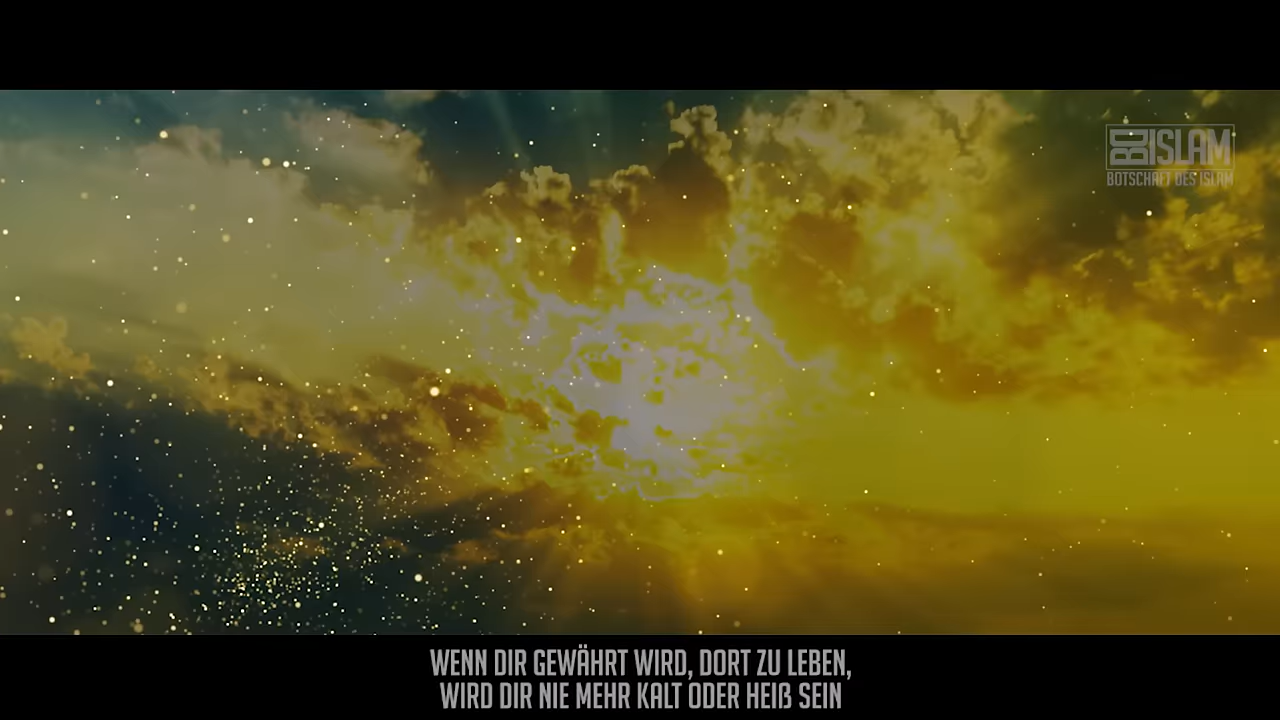 BDI ISLAM
BOTSCHAFT DES ISLAM
WENN DIR GEWÄHRT WIRD, DORT ZU LEBEN,
WIRD DIR NIE MEHR KALT ODER HEIß SEIN